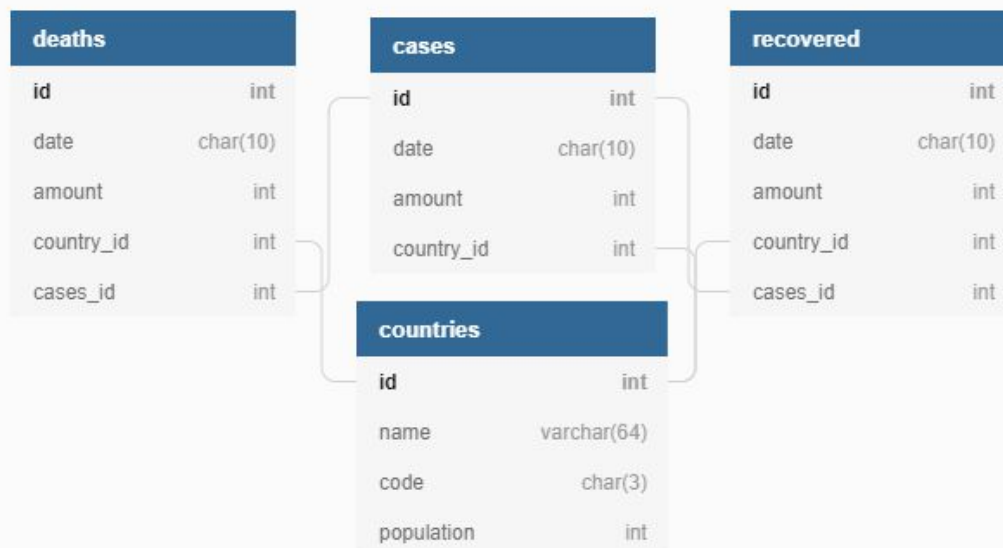 deaths
id int
date char(10)
amount int
country_id int
cases_id int
cases
id int
date char(10)
amount int
country_id int
recovered
id int
date char(10)
amount int
country_id int
cases_id int
countries
id int
name varchar(64)
code char(3)
population int